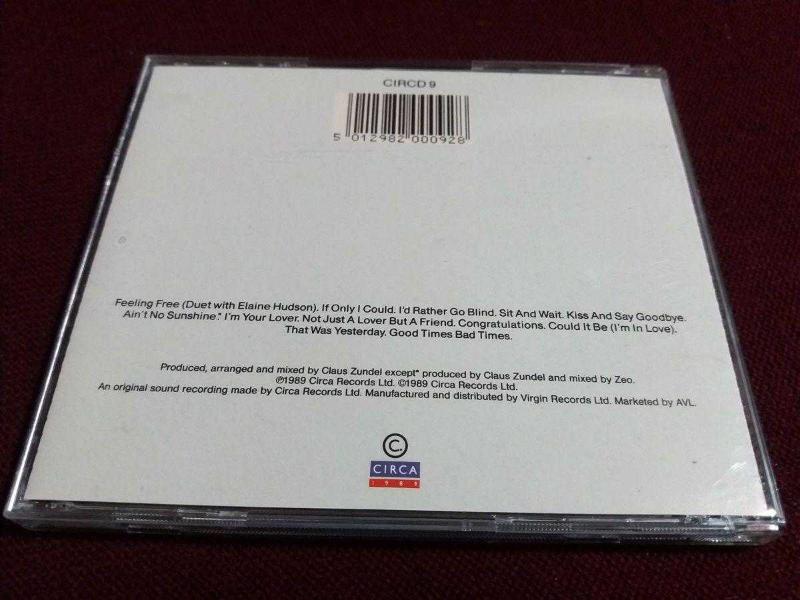 CIRCD 9
5 012982 000928
Feeling Free (Duet with Elaine Hudson). If Only I Could. I'd Rather Go Blind. Sit And Wait. Kiss And Say Goodbye.
Ain't No Sunshine.* I'm Your Lover. Not Just A Lover But A Friend. Congratulations. Could It Be (I'm In Love).
That Was Yesterday. Good Times Bad Times.
Produced, arranged and mixed by Claus Zundel except* produced by Claus Zundel and mixed by Zeo.
℗1989 Circa Records Ltd. ©1989 Circa Records Ltd.
An original sound recording made by Circa Records Ltd. Manufactured and distributed by Virgin Records Ltd. Marketed by AVL.
C.
CIRCA
1989